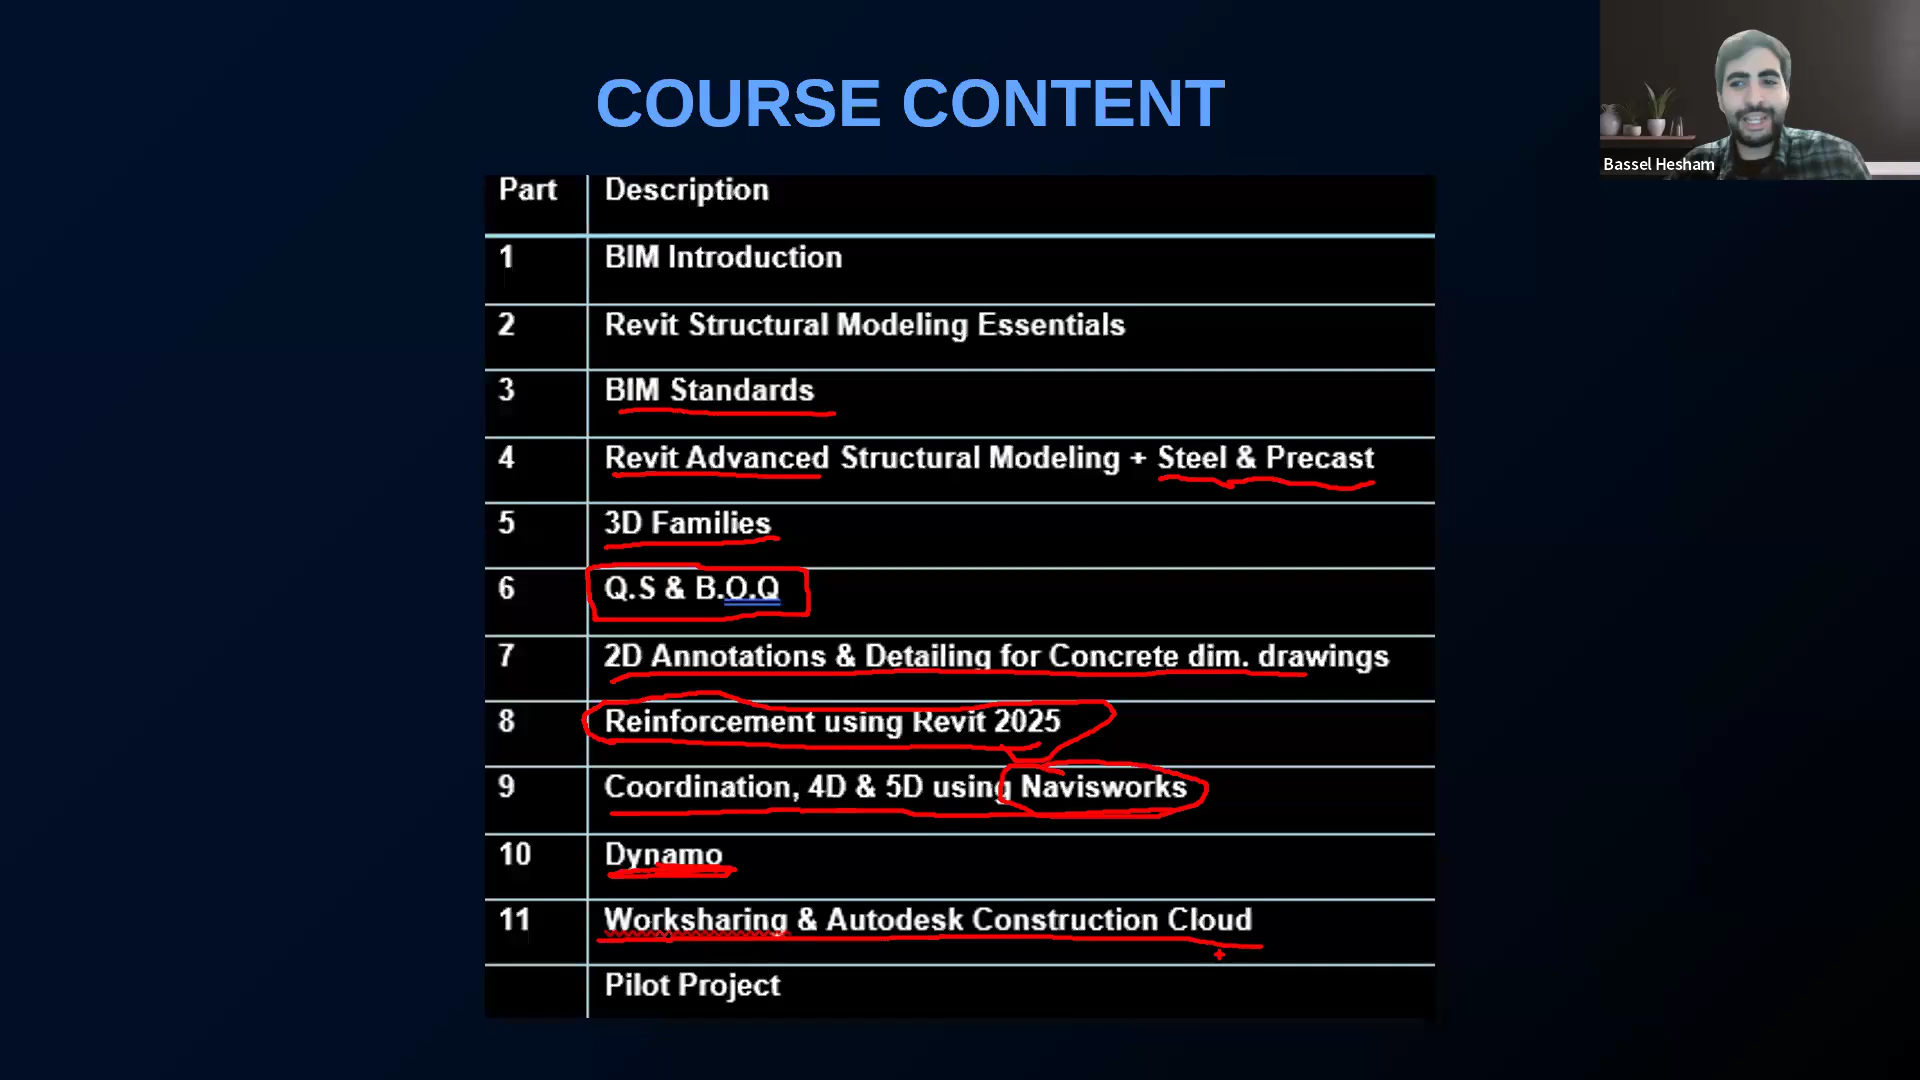 COURSE CONTENT
Bassel Hesham
Part Description
1 BIM Introduction
2 Revit Structural Modeling Essentials
3 BIM Standards
4 Revit Advanced Structural Modeling + Steel & Precast
5 3D Families
6 Q.S & B.O.Q
7 2D Annotations & Detailing for Concrete dim. drawings
8 Reinforcement using Revit 2025
9 Coordination, 4D & 5D using Navisworks
10 Dynamo
11 Worksharing & Autodesk Construction Cloud
Pilot Project